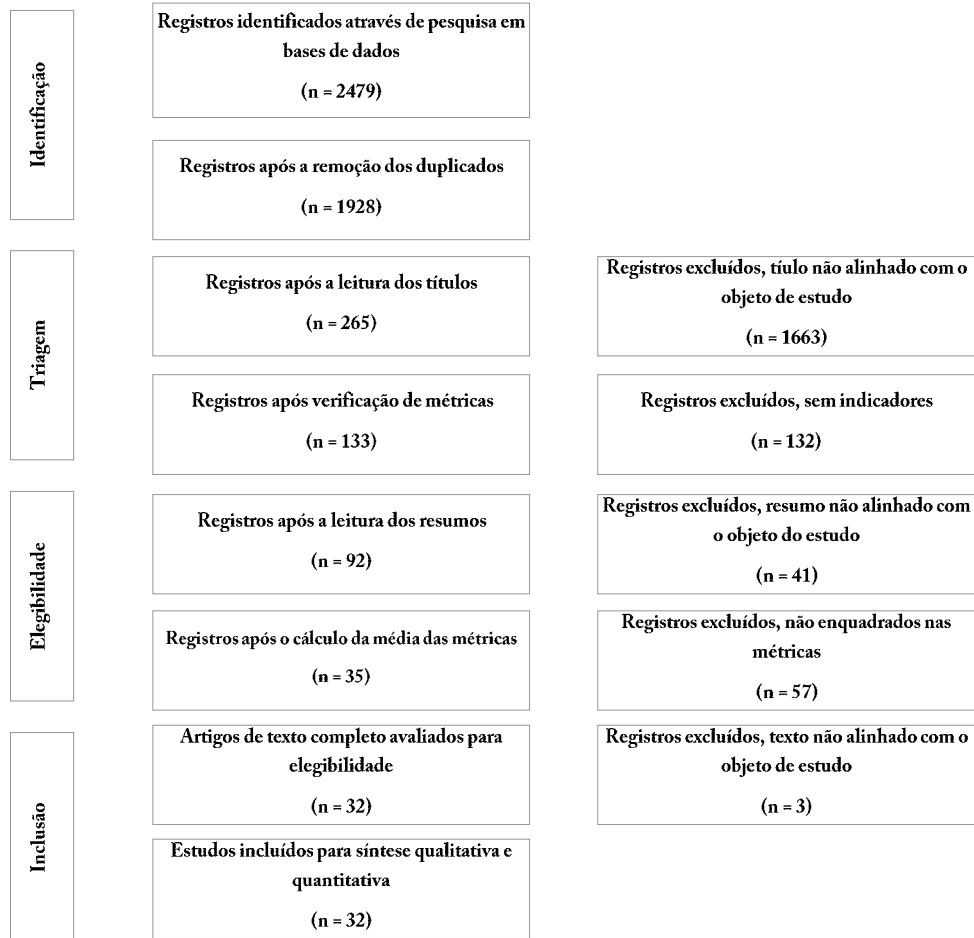 Identificação
Registros identificados através de pesquisa em
bases de dados
(n = 2479)
Registros após a remoção dos duplicados
(n = 1928)
Triagem
Registros após a leitura dos títulos
(n = 265)
Registros excluídos, tíulo não alinhado com o
objeto de estudo
(n = 1663)
Registros após verificação de métricas
(n = 133)
Registros excluídos, sem indicadores
(n = 132)
Elegibilidade
Registros após a leitura dos resumos
(n = 92)
Registros excluídos, resumo não alinhado com
o objeto do estudo
(n = 41)
Registros após o cálculo da média das métricas
(n = 35)
Registros excluídos, não enquadrados nas
métricas
(n = 57)
Inclusão
Artigos de texto completo avaliados para
elegibilidade
(n = 32)
Registros excluídos, texto não alinhado com o
objeto de estudo
(n = 3)
Estudos incluídos para síntese qualitativa e
quantitativa
(n = 32)